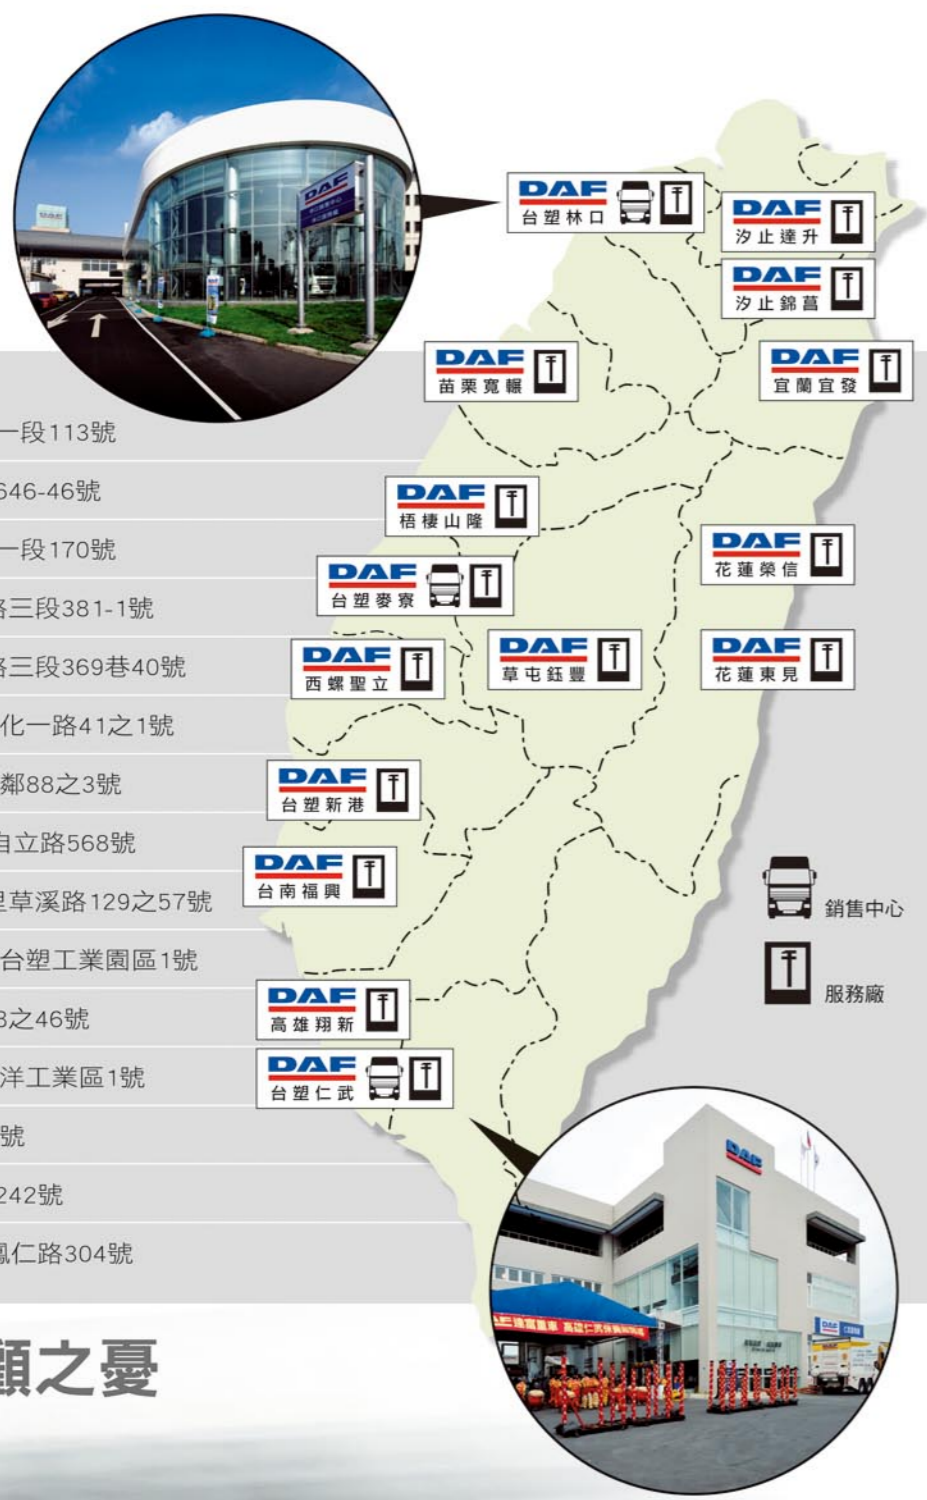 DAF
台塑林口
DAF
汐止達升
DAF
汐止錦菖
DAF
苗栗寬輾
DAF
宜蘭宜發
一段113號
646-46號
一段170號
路三段381-1號
路三段369巷40號
化一路41之1號
鄰88之3號
自立路568號
里草溪路129之57號
台塑工業園區1號
3之46號
洋工業區1號
號
242號
鳳仁路304號
DAF
梧棲山隆
DAF
花蓮榮信
DAF
台塑麥寮
DAF
西螺聖立
DAF
草屯鈺豐
DAF
花蓮東見
DAF
台塑新港
DAF
台南福興
銷售中心
服務廠
DAF
高雄翔新
DAF
台塑仁武
DAF
DAF
DAF
顧之憂